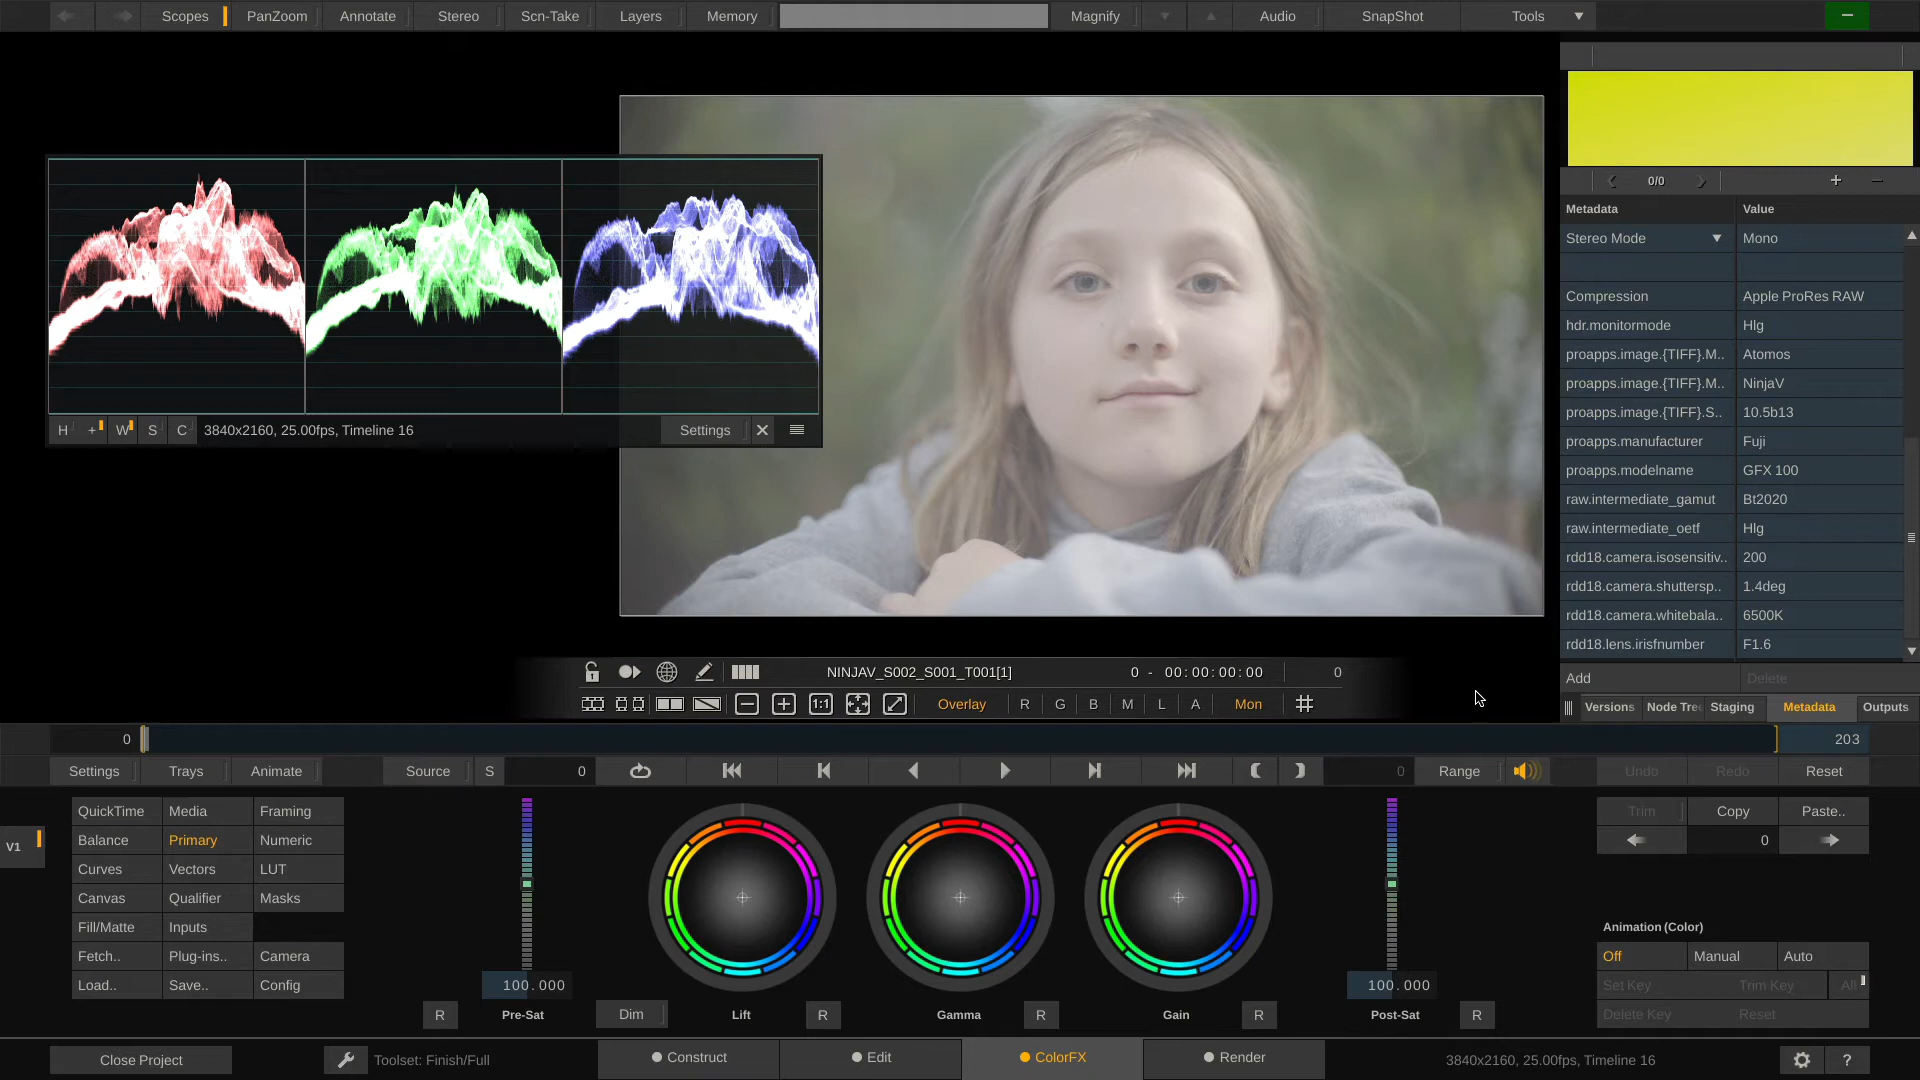 Scopes PanZoom Annotate Stereo Scn-Take Layers Memory Magnify Audio SnapShot Tools
0/0 + −
Metadata Value
Stereo Mode Mono
Compression Apple ProRes RAW
hdr.monitormode Hlg
proapps.image.{TIFF}.M.. Atomos
proapps.image.{TIFF}.M.. NinjaV
proapps.image.{TIFF}.S.. 10.5b13
proapps.manufacturer Fuji
proapps.modelname GFX 100
raw.intermediate_gamut Bt2020
raw.intermediate_oetf Hlg
rdd18.camera.isosensitiv.. 200
rdd18.camera.shuttersp.. 1.4deg
rdd18.camera.whitebala.. 6500K
rdd18.lens.irisfnumber F1.6
Add Delete
Versions Node Tre Staging Metadata Outputs
H + W S C 3840x2160, 25.00fps, Timeline 16 Settings
NINJAV_S002_S001_T001[1] 0 - 00:00:00:00 0
1:1 Overlay R G B M L A Mon
0 203
Settings Trays Animate Source S 0 0 Range Undo Redo Reset
QuickTime Media Framing
V1 Balance Primary Numeric
Curves Vectors LUT
Canvas Qualifier Masks
Fill/Matte Inputs
Fetch.. Plug-ins.. Camera
Load.. Save.. Config
100.000 100.000
R Pre-Sat Dim Lift R Gamma R Gain R Post-Sat R
Trim Copy Paste..
0
Animation (Color)
Off Manual Auto
Set Key Trim Key All
Delete Key Reset
Close Project Toolset: Finish/Full Construct Edit ColorFX Render 3840x2160, 25.00fps, Timeline 16 ?